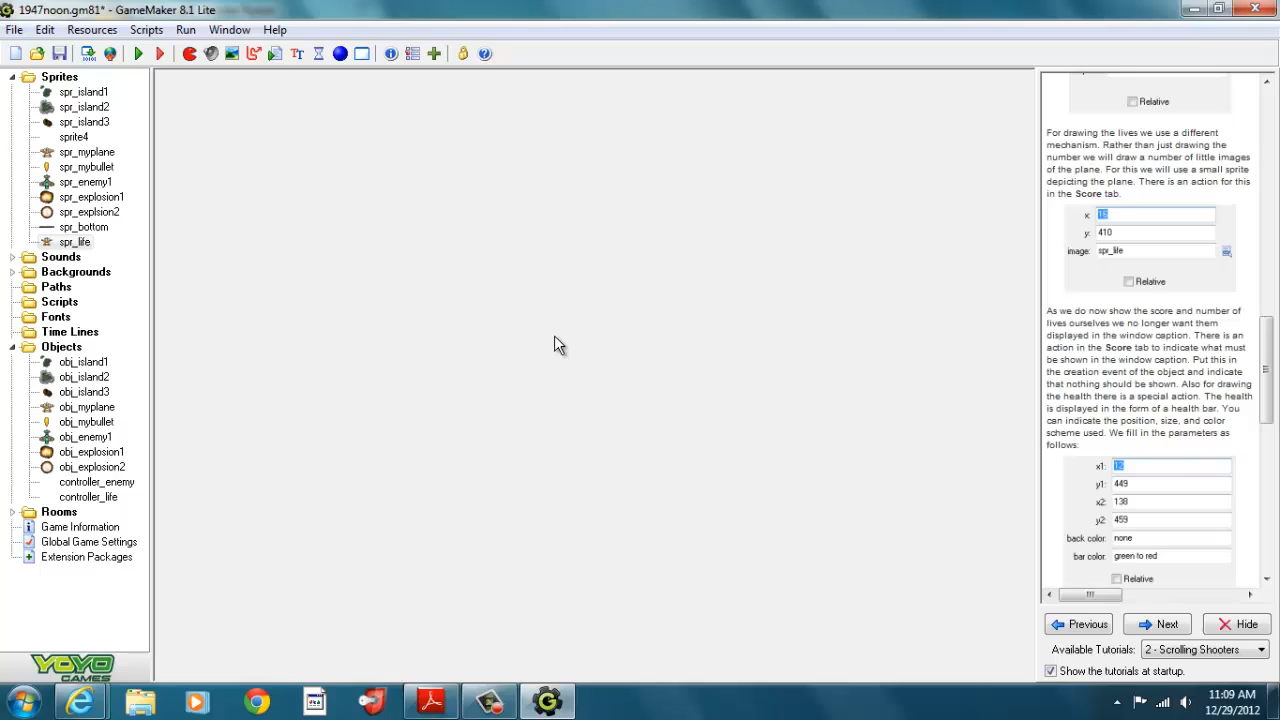 1947noon.gm81* - GameMaker 8.1 Lite
File Edit Resources Scripts Run Window Help
Sprites
spr_island1
spr_island2
spr_island3
sprite4
spr_myplane
spr_mybullet
spr_enemy1
spr_explosion1
spr_explsion2
spr_bottom
spr_life
Sounds
Backgrounds
Paths
Scripts
Fonts
Time Lines
Objects
obj_island1
obj_island2
obj_island3
obj_myplane
obj_mybullet
obj_enemy1
obj_explosion1
obj_explosion2
controller_enemy
controller_life
Rooms
Game Information
Global Game Settings
Extension Packages
YOYO
GAMES
Relative
For drawing the lives we use a different
mechanism. Rather than just drawing the
number we will draw a number of little images
of the plane. For this we will use a small sprite
depicting the plane. There is an action for this
in the Score tab.
x: 16
y: 410
image: spr_life
Relative
As we do now show the score and number of
lives ourselves we no longer want them
displayed in the window caption. There is an
action in the Score tab to indicate what must
be shown in the window caption. Put this in
the creation event of the object and indicate
that nothing should be shown. Also for drawing
the health there is a special action. The health
is displayed in the form of a health bar. You
can indicate the position, size, and color
scheme used. We fill in the parameters as
follows:
x1: 12
y1: 449
x2: 138
y2: 459
back color: none
bar color: green to red
Relative
Previous Next Hide
Available Tutorials: 2 - Scrolling Shooters
Show the tutorials at startup.
11:09 AM
12/29/2012